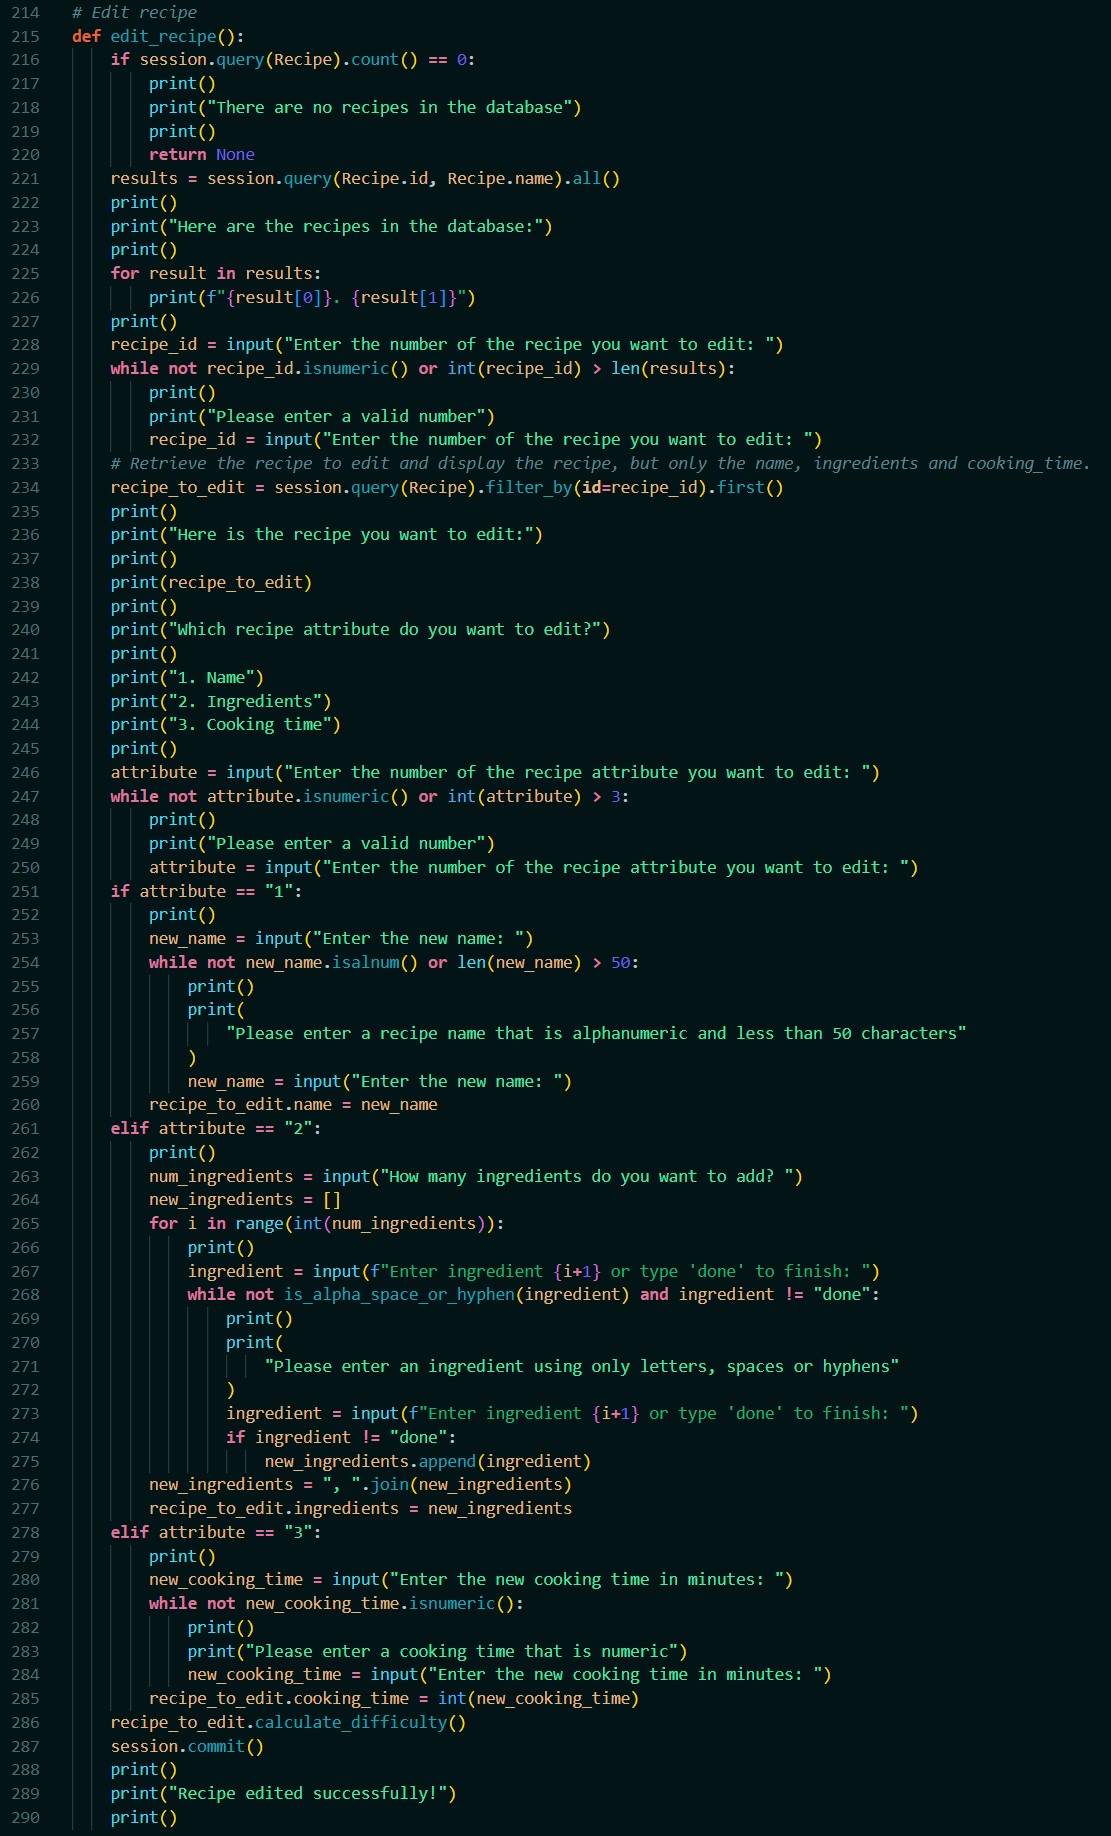 214 # Edit recipe
215 def edit_recipe():
216     if session.query(Recipe).count() == 0:
217         print()
218         print("There are no recipes in the database")
219         print()
220         return None
221     results = session.query(Recipe.id, Recipe.name).all()
222     print()
223     print("Here are the recipes in the database:")
224     print()
225     for result in results:
226         print(f"{result[0]}. {result[1]}")
227     print()
228     recipe_id = input("Enter the number of the recipe you want to edit: ")
229     while not recipe_id.isnumeric() or int(recipe_id) > len(results):
230         print()
231         print("Please enter a valid number")
232         recipe_id = input("Enter the number of the recipe you want to edit: ")
233     # Retrieve the recipe to edit and display the recipe, but only the name, ingredients and cooking_time.
234     recipe_to_edit = session.query(Recipe).filter_by(id=recipe_id).first()
235     print()
236     print("Here is the recipe you want to edit:")
237     print()
238     print(recipe_to_edit)
239     print()
240     print("Which recipe attribute do you want to edit?")
241     print()
242     print("1. Name")
243     print("2. Ingredients")
244     print("3. Cooking time")
245     print()
246     attribute = input("Enter the number of the recipe attribute you want to edit: ")
247     while not attribute.isnumeric() or int(attribute) > 3:
248         print()
249         print("Please enter a valid number")
250         attribute = input("Enter the number of the recipe attribute you want to edit: ")
251     if attribute == "1":
252         print()
253         new_name = input("Enter the new name: ")
254         while not new_name.isalnum() or len(new_name) > 50:
255             print()
256             print(
257                 "Please enter a recipe name that is alphanumeric and less than 50 characters"
258             )
259             new_name = input("Enter the new name: ")
260         recipe_to_edit.name = new_name
261     elif attribute == "2":
262         print()
263         num_ingredients = input("How many ingredients do you want to add? ")
264         new_ingredients = []
265         for i in range(int(num_ingredients)):
266             print()
267             ingredient = input(f"Enter ingredient {i+1} or type 'done' to finish: ")
268             while not is_alpha_space_or_hyphen(ingredient) and ingredient != "done":
269                 print()
270                 print(
271                     "Please enter an ingredient using only letters, spaces or hyphens"
272                 )
273                 ingredient = input(f"Enter ingredient {i+1} or type 'done' to finish: ")
274                 if ingredient != "done":
275                     new_ingredients.append(ingredient)
276         new_ingredients = ", ".join(new_ingredients)
277         recipe_to_edit.ingredients = new_ingredients
278     elif attribute == "3":
279         print()
280         new_cooking_time = input("Enter the new cooking time in minutes: ")
281         while not new_cooking_time.isnumeric():
282             print()
283             print("Please enter a cooking time that is numeric")
284             new_cooking_time = input("Enter the new cooking time in minutes: ")
285         recipe_to_edit.cooking_time = int(new_cooking_time)
286     recipe_to_edit.calculate_difficulty()
287     session.commit()
288     print()
289     print("Recipe edited successfully!")
290     print()